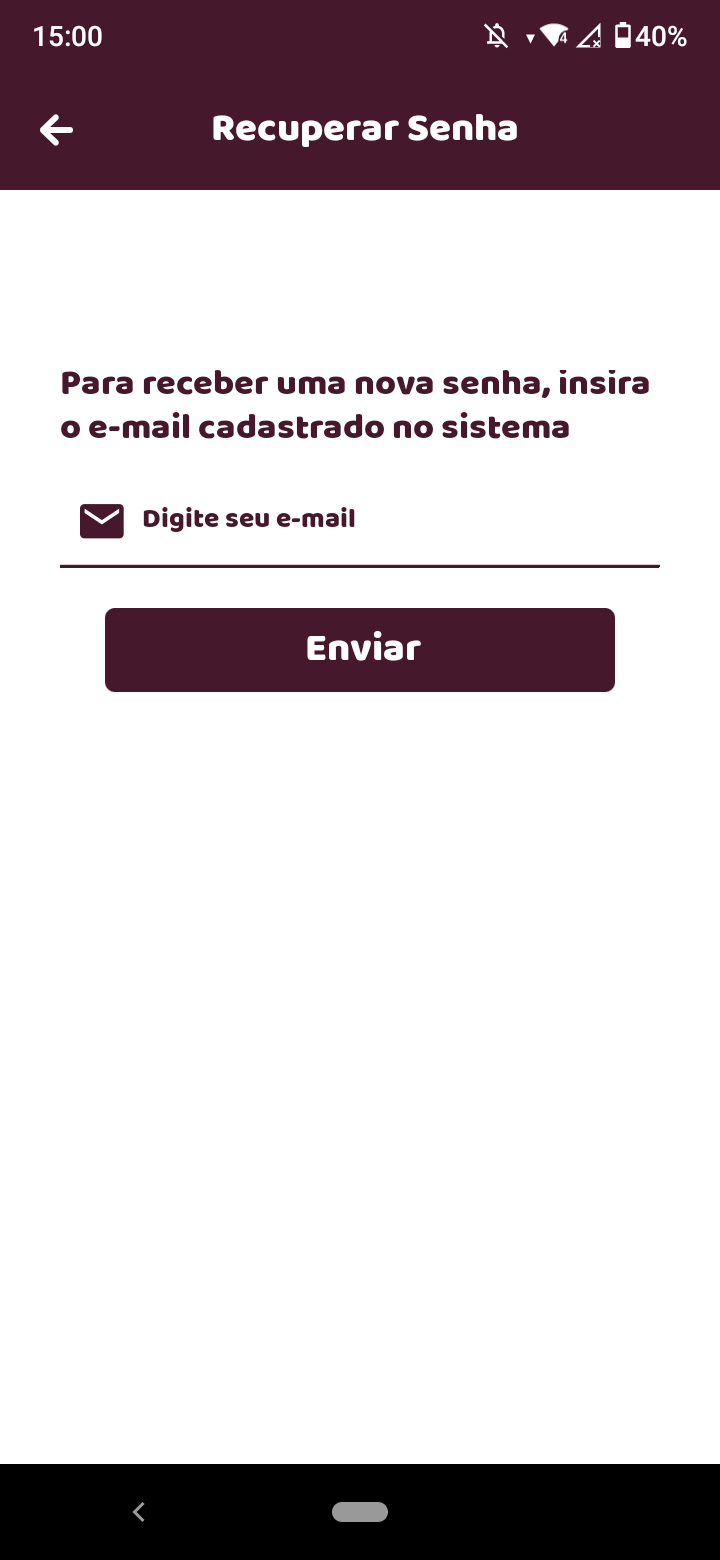 15:00
4
40%
Recuperar Senha
Para receber uma nova senha, insira
o e-mail cadastrado no sistema
Digite seu e-mail
Enviar